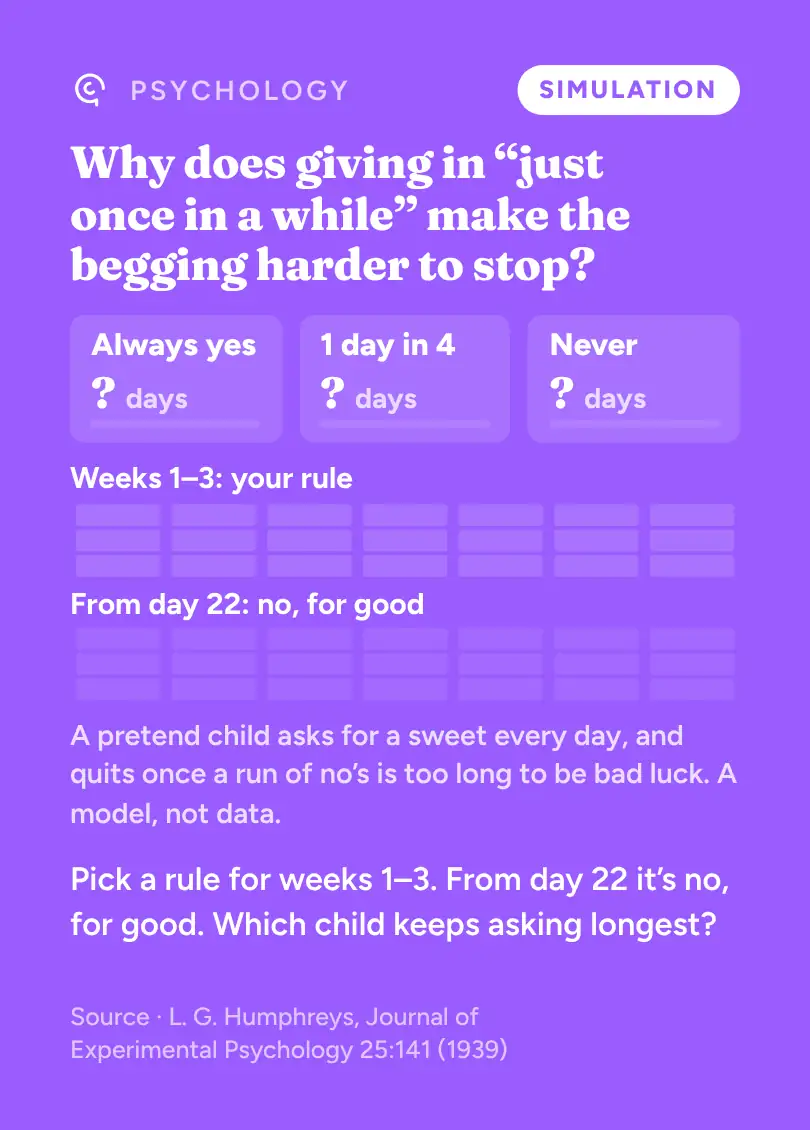 PSYCHOLOGY
SIMULATION
Why does giving in “just
once in a while” make the
begging harder to stop?
Always yes
? days
1 day in 4
? days
Never
? days
Weeks 1–3: your rule
From day 22: no, for good
A pretend child asks for a sweet every day, and
quits once a run of no’s is too long to be bad luck. A
model, not data.
Pick a rule for weeks 1–3. From day 22 it’s no,
for good. Which child keeps asking longest?
Source · L. G. Humphreys, Journal of
Experimental Psychology 25:141 (1939)